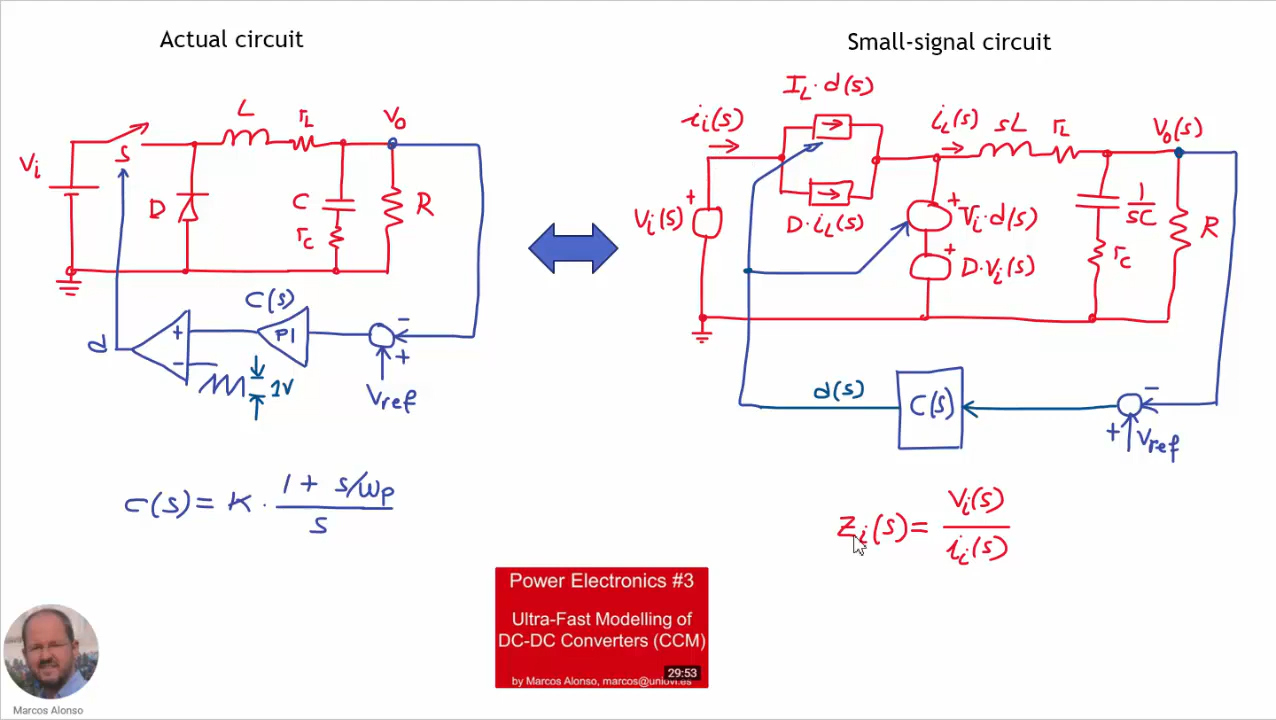 Actual circuit
Small-signal circuit
L
rL
Vo
Vi
S
D
C
rc
R
C(s)
PI
+
−
d
1V
−
+
Vref
C(s) = K · (1 + s/ωp) / s
IL · d(s)
ii(s)
iL(s)
sL
rL
Vo(s)
Vi(s)
+
D · iL(s)
+
Vi · d(s)
+
D · Vi(s)
1/sC
rc
R
d(s)
C(s)
−
+
Vref
Zi(s) = Vi(s) / ii(s)
Power Electronics #3
Ultra-Fast Modelling of
DC-DC Converters (CCM)
29:53
by Marcos Alonso, marcos@uniovi.es
Marcos Alonso